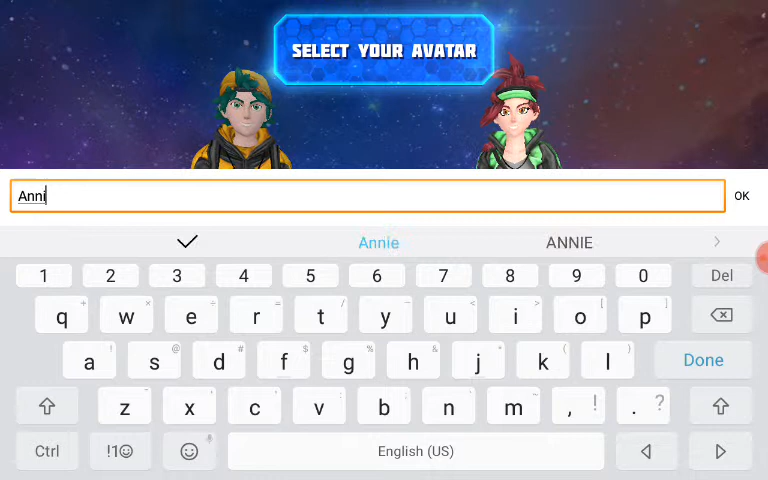 SELECT YOUR AVATAR
Anni
OK
Annie ANNIE
1 2 3 4 5 6 7 8 9 0 Del
q w e r t y u i o p
a s d f g h j k l Done
z x c v b n m , ! . ?
Ctrl !1☺ English (US)